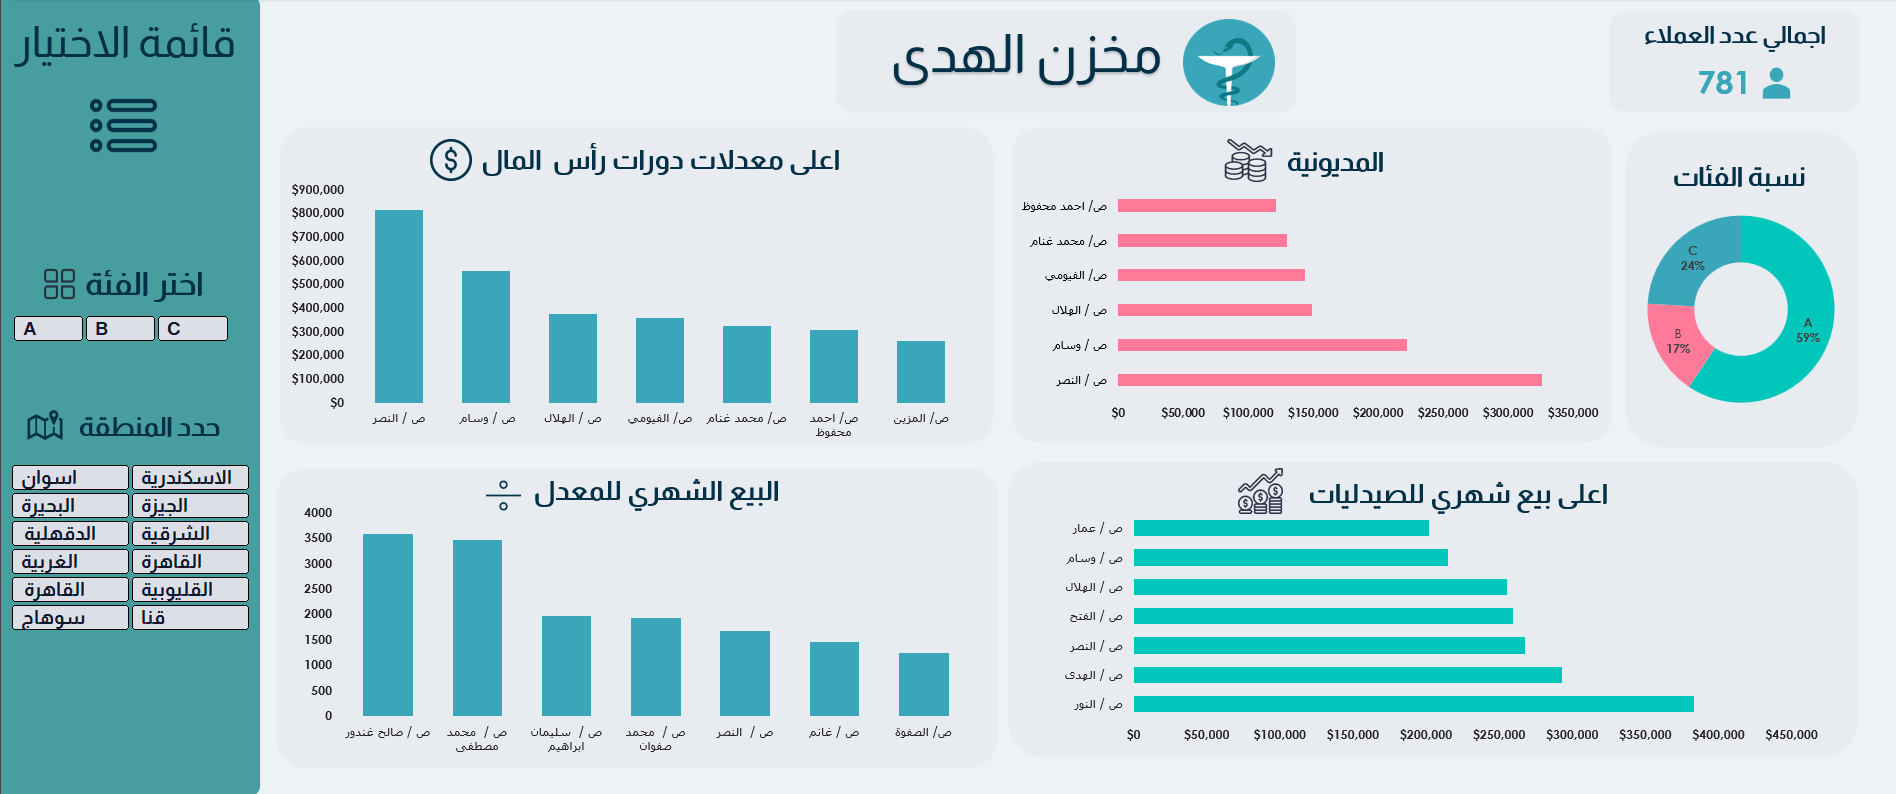 قائمة الاختيار
اختر الفئة
A
B
C
حدد المنطقة
الاسكندرية
اسوان
الجيزة
البحيرة
الشرقية
الدقهلية
القاهرة
الغربية
القليوبية
القاهرة
قنا
سوهاج
مخزن الهدى
اجمالي عدد العملاء
781
اعلى معدلات دورات رأس المال
$900,000
$800,000
$700,000
$600,000
$500,000
$400,000
$300,000
$200,000
$100,000
$0
ص / النصر
ص / وسام
ص / الهلال
ص/ الفيومي
ص/ محمد غنام
ص/ احمد
محفوظ
ص/ المزين
المديونية
ص/ احمد محفوظ
ص/ محمد غنام
ص/ الفيومي
ص / الهلال
ص / وسام
ص / النصر
$0
$50,000
$100,000
$150,000
$200,000
$250,000
$300,000
$350,000
نسبة الفئات
C
24%
B
17%
A
59%
البيع الشهري للمعدل
4000
3500
3000
2500
2000
1500
1000
500
0
ص / صالح غندور
ص / محمد
مصطفى
ص / سليمان
ابراهيم
ص / محمد
صفوان
ص / النصر
ص / غانم
ص/ الصفوة
اعلى بيع شهري للصيدليات
ص / عمار
ص / وسام
ص / الهلال
ص / الفتح
ص / النصر
ص / الهدى
ص / النور
$0
$50,000
$100,000
$150,000
$200,000
$250,000
$300,000
$350,000
$400,000
$450,000